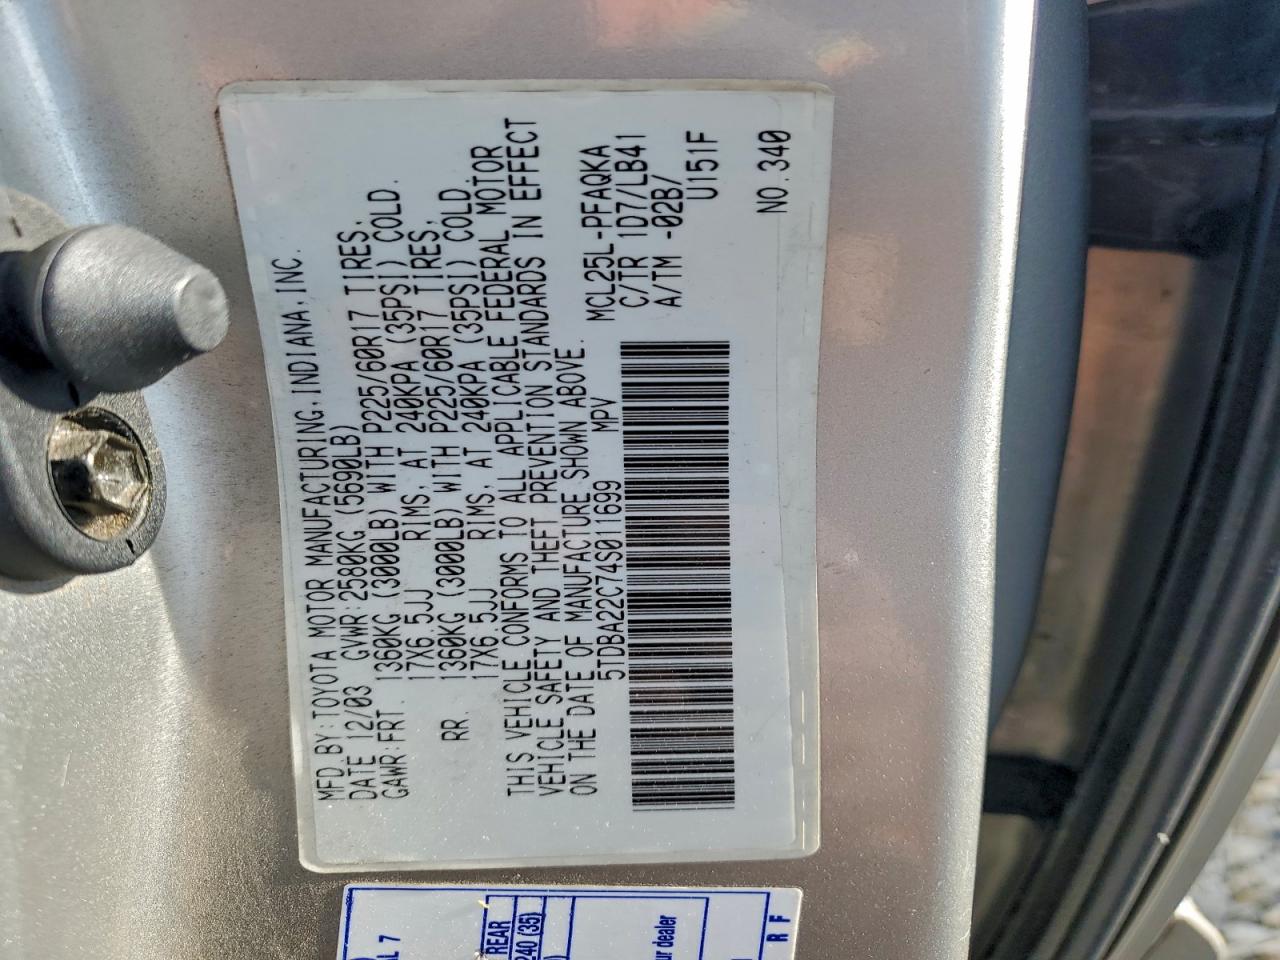 MFD.BY:TOYOTA MOTOR MANUFACTURING,INDIANA,INC.
DATE 12/03 GVWR:2580KG (5690LB)
GAWR:FRT. 1360KG (3000LB) WITH P225/60R17 TIRES,
17X6.5JJ RIMS, AT 240KPA (35PSI) COLD.
RR. 1360KG (3000LB) WITH P225/60R17 TIRES,
17X6.5JJ RIMS, AT 240KPA (35PSI) COLD.
THIS VEHICLE CONFORMS TO ALL APPLICABLE FEDERAL MOTOR
VEHICLE SAFETY AND THEFT PREVENTION STANDARDS IN EFFECT
ON THE DATE OF MANUFACTURE SHOWN ABOVE.
5TDBA22C74S011699 MPV
MCL25L-PFAQKA
C/TR 1D7/LB41
A/TM -02B/
U151F
NO.340
7
REAR
240 (35)
dealer
R F